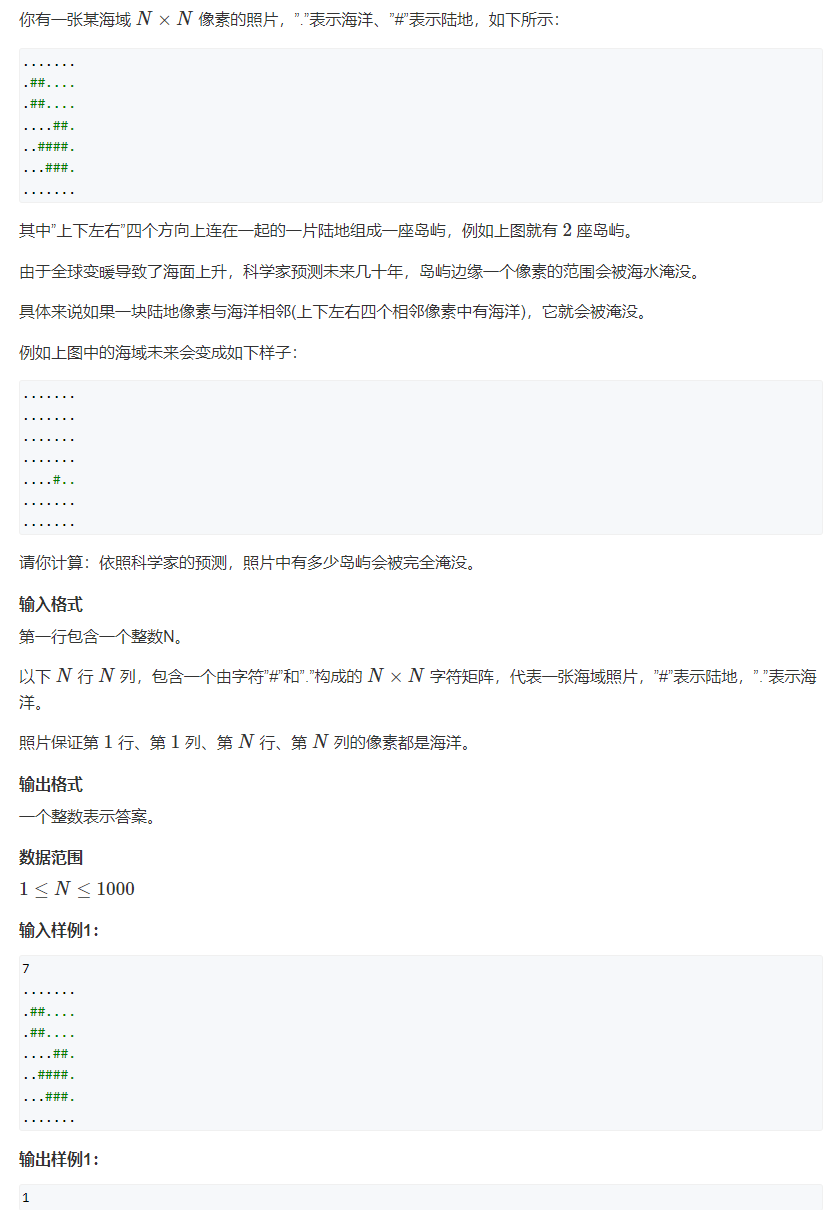 你有一张某海域 N × N 像素的照片，"."表示海洋、"#"表示陆地，如下所示：
.......
.##....
.##....
....##.
..####.
...###.
.......
其中"上下左右"四个方向上连在一起的一片陆地组成一座岛屿，例如上图就有 2 座岛屿。
由于全球变暖导致了海面上升，科学家预测未来几十年，岛屿边缘一个像素的范围会被海水淹没。
具体来说如果一块陆地像素与海洋相邻(上下左右四个相邻像素中有海洋)，它就会被淹没。
例如上图中的海域未来会变成如下样子：
.......
.......
.......
.......
....#..
.......
.......
请你计算：依照科学家的预测，照片中有多少岛屿会被完全淹没。
输入格式
第一行包含一个整数N。
以下 N 行 N 列，包含一个由字符"#"和"."构成的 N × N 字符矩阵，代表一张海域照片，"#"表示陆地，"."表示海
洋。
照片保证第 1 行、第 1 列、第 N 行、第 N 列的像素都是海洋。
输出格式
一个整数表示答案。
数据范围
1 ≤ N ≤ 1000
输入样例1：
7
.......
.##....
.##....
....##.
..####.
...###.
.......
输出样例1：
1